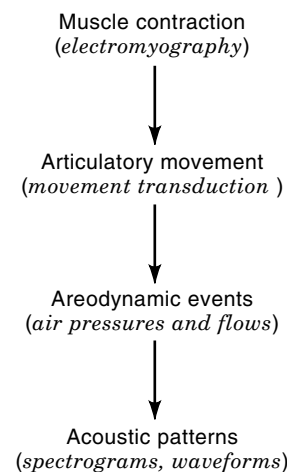 Muscle contraction
(electromyography)
Articulatory movement
(movement transduction )
Areodynamic events
(air pressures and flows)
Acoustic patterns
(spectrograms, waveforms)